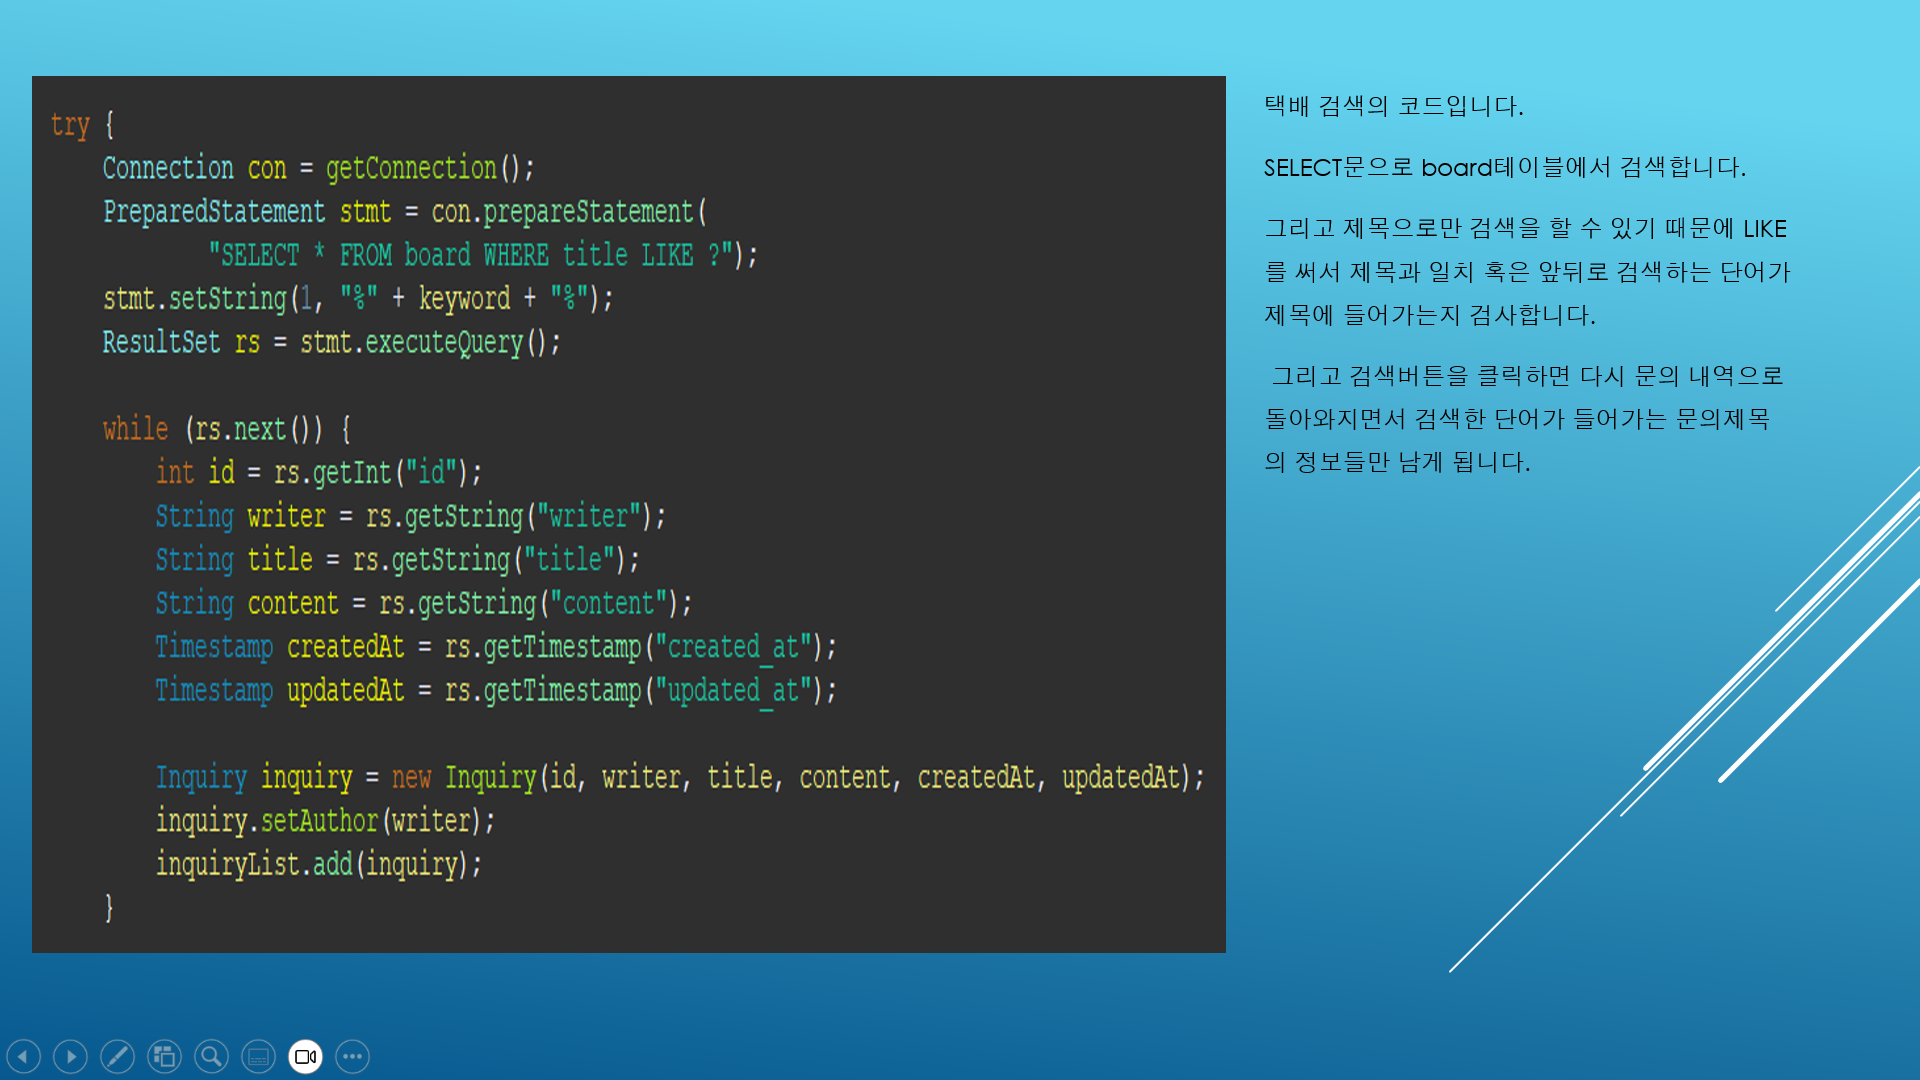 try {
Connection con = getConnection();
PreparedStatement stmt = con.prepareStatement(
"SELECT * FROM board WHERE title LIKE ?");
stmt.setString(1, "%" + keyword + "%");
ResultSet rs = stmt.executeQuery();
while (rs.next()) {
int id = rs.getInt("id");
String writer = rs.getString("writer");
String title = rs.getString("title");
String content = rs.getString("content");
Timestamp createdAt = rs.getTimestamp("created_at");
Timestamp updatedAt = rs.getTimestamp("updated_at");
Inquiry inquiry = new Inquiry(id, writer, title, content, createdAt, updatedAt);
inquiry.setAuthor(writer);
inquiryList.add(inquiry);
}
택배 검색의 코드입니다.
SELECT문으로 board테이블에서 검색합니다.
그리고 제목으로만 검색을 할 수 있기 때문에 LIKE
를 써서 제목과 일치 혹은 앞뒤로 검색하는 단어가
제목에 들어가는지 검사합니다.
그리고 검색버튼을 클릭하면 다시 문의 내역으로
돌아와지면서 검색한 단어가 들어가는 문의제목
의 정보들만 남게 됩니다.